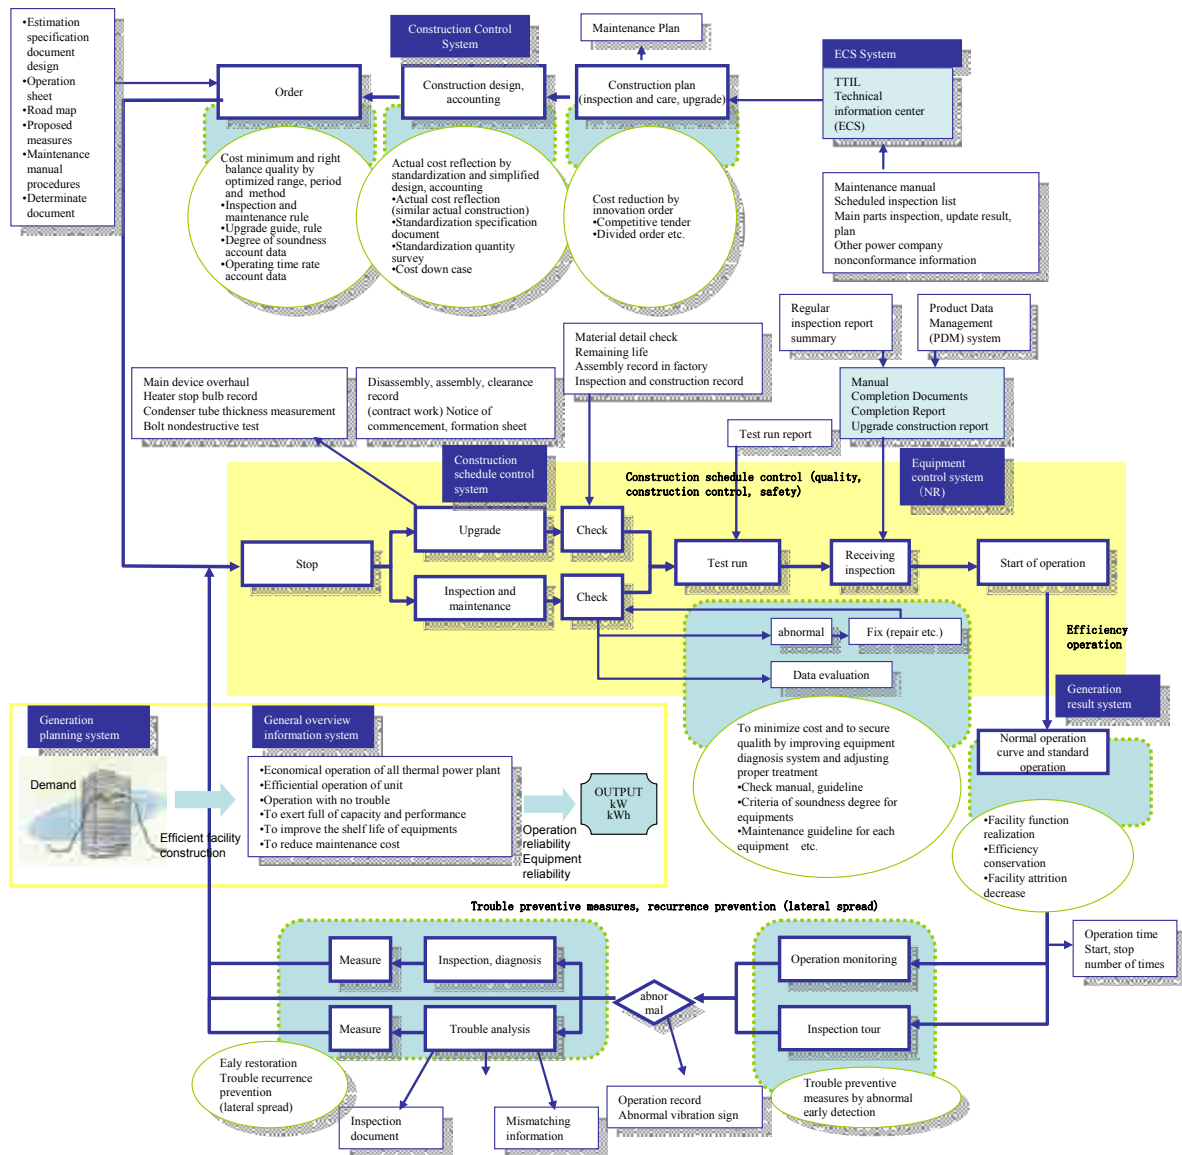 •Estimation
specification
document
design
•Operation
sheet
•Road map
•Proposed
measures
•Maintenance
manual
procedures
•Determinate
document
Construction Control
System
Maintenance Plan
ECS System
TTIL
Technical
information center
(ECS)
Order
Construction design,
accounting
Construction plan
(inspection and care, upgrade)
Cost minimum and right
balance quality by
optimized range, period
and method
•Inspection and
maintenance rule
•Upgrade guide, rule
•Degree of soundness
account data
•Operating time rate
account data
Actual cost reflection by
standardization and simplified
design, accounting
•Actual cost reflection
(similar actual construction)
•Standardization specification
document
•Standardization quantity
survey
•Cost down case
Cost reduction by
innovation order
•Competitive tender
•Divided order etc.
Maintenance manual
Scheduled inspection list
Main parts inspection, update result,
plan
Other power company
nonconformance information
Regular
inspection report
summary
Product Data
Management
(PDM) system
Material detail check
Remaining life
Assembly record in factory
Inspection and construction record
Main device overhaul
Heater stop bulb record
Condenser tube thickness measurement
Bolt nondestructive test
Disassembly, assembly, clearance
record
(contract work) Notice of
commencement, formation sheet
Manual
Completion Documents
Completion Report
Upgrade construction report
Test run report
Construction
schedule control
system
Construction schedule control (quality,
construction control, safety)
Equipment
control system
(NR)
Stop
Upgrade
Check
Inspection and
maintenance
Check
Test run
Receiving
inspection
Start of operation
abnormal
Fix (repair etc.)
Data evaluation
Efficiency
operation
Generation
result system
Normal operation
curve and standard
operation
To minimize cost and to secure
qualith by improving equipment
diagnosis system and adjusting
proper treatment
•Check manual, guideline
•Criteria of soundness degree for
equipments
•Maintenance guideline for each
equipment etc.
•Facility function
realization
•Efficiency
conservation
•Facility attrition
decrease
Generation
planning system
General overview
information system
Demand
Efficient facility
construction
•Economical operation of all thermal power plant
•Efficiential operation of unit
•Operation with no trouble
•To exert full of capacity and performance
•To improve the shelf life of equipments
•To reduce maintenance cost
OUTPUT
kW
kWh
Operation
reliability
Equipment
reliability
Trouble preventive measures, recurrence prevention (lateral spread)
Measure
Inspection, diagnosis
Measure
Trouble analysis
abnor
mal
Operation monitoring
Inspection tour
Operation time
Start, stop
number of times
Ealy restoration
Trouble recurrence
prevention
(lateral spread)
Inspection
document
Mismatching
information
Operation record
Abnormal vibration sign
Trouble preventive
measures by abnormal
early detection